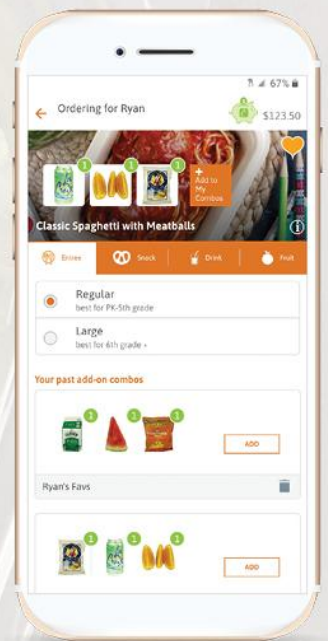 67%
Ordering for Ryan
$123.50
1 1 1
+
Add to
My
Combos
Classic Spaghetti with Meatballs
Entree Snack Drink Fruit
Regular
best for PK-5th grade
Large
best for 6th grade +
Your past add-on combos
1 1 1
ADD
Ryan's Favs
1 1 1
ADD